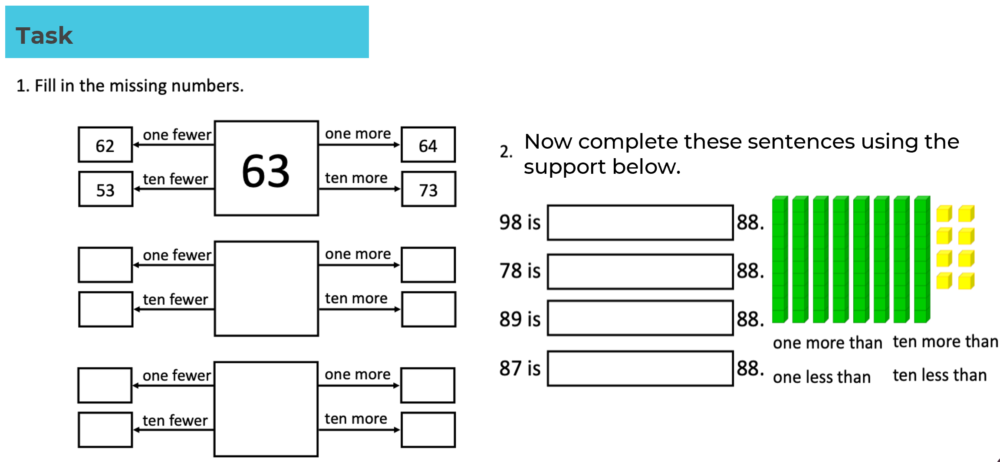 Task
1. Fill in the missing numbers.
62 one fewer 63 one more 64
53 ten fewer ten more 73
one fewer one more
ten fewer ten more
one fewer one more
ten fewer ten more
2. Now complete these sentences using the
support below.
98 is 88.
78 is 88.
89 is 88.
87 is 88.
one more than ten more than
one less than ten less than